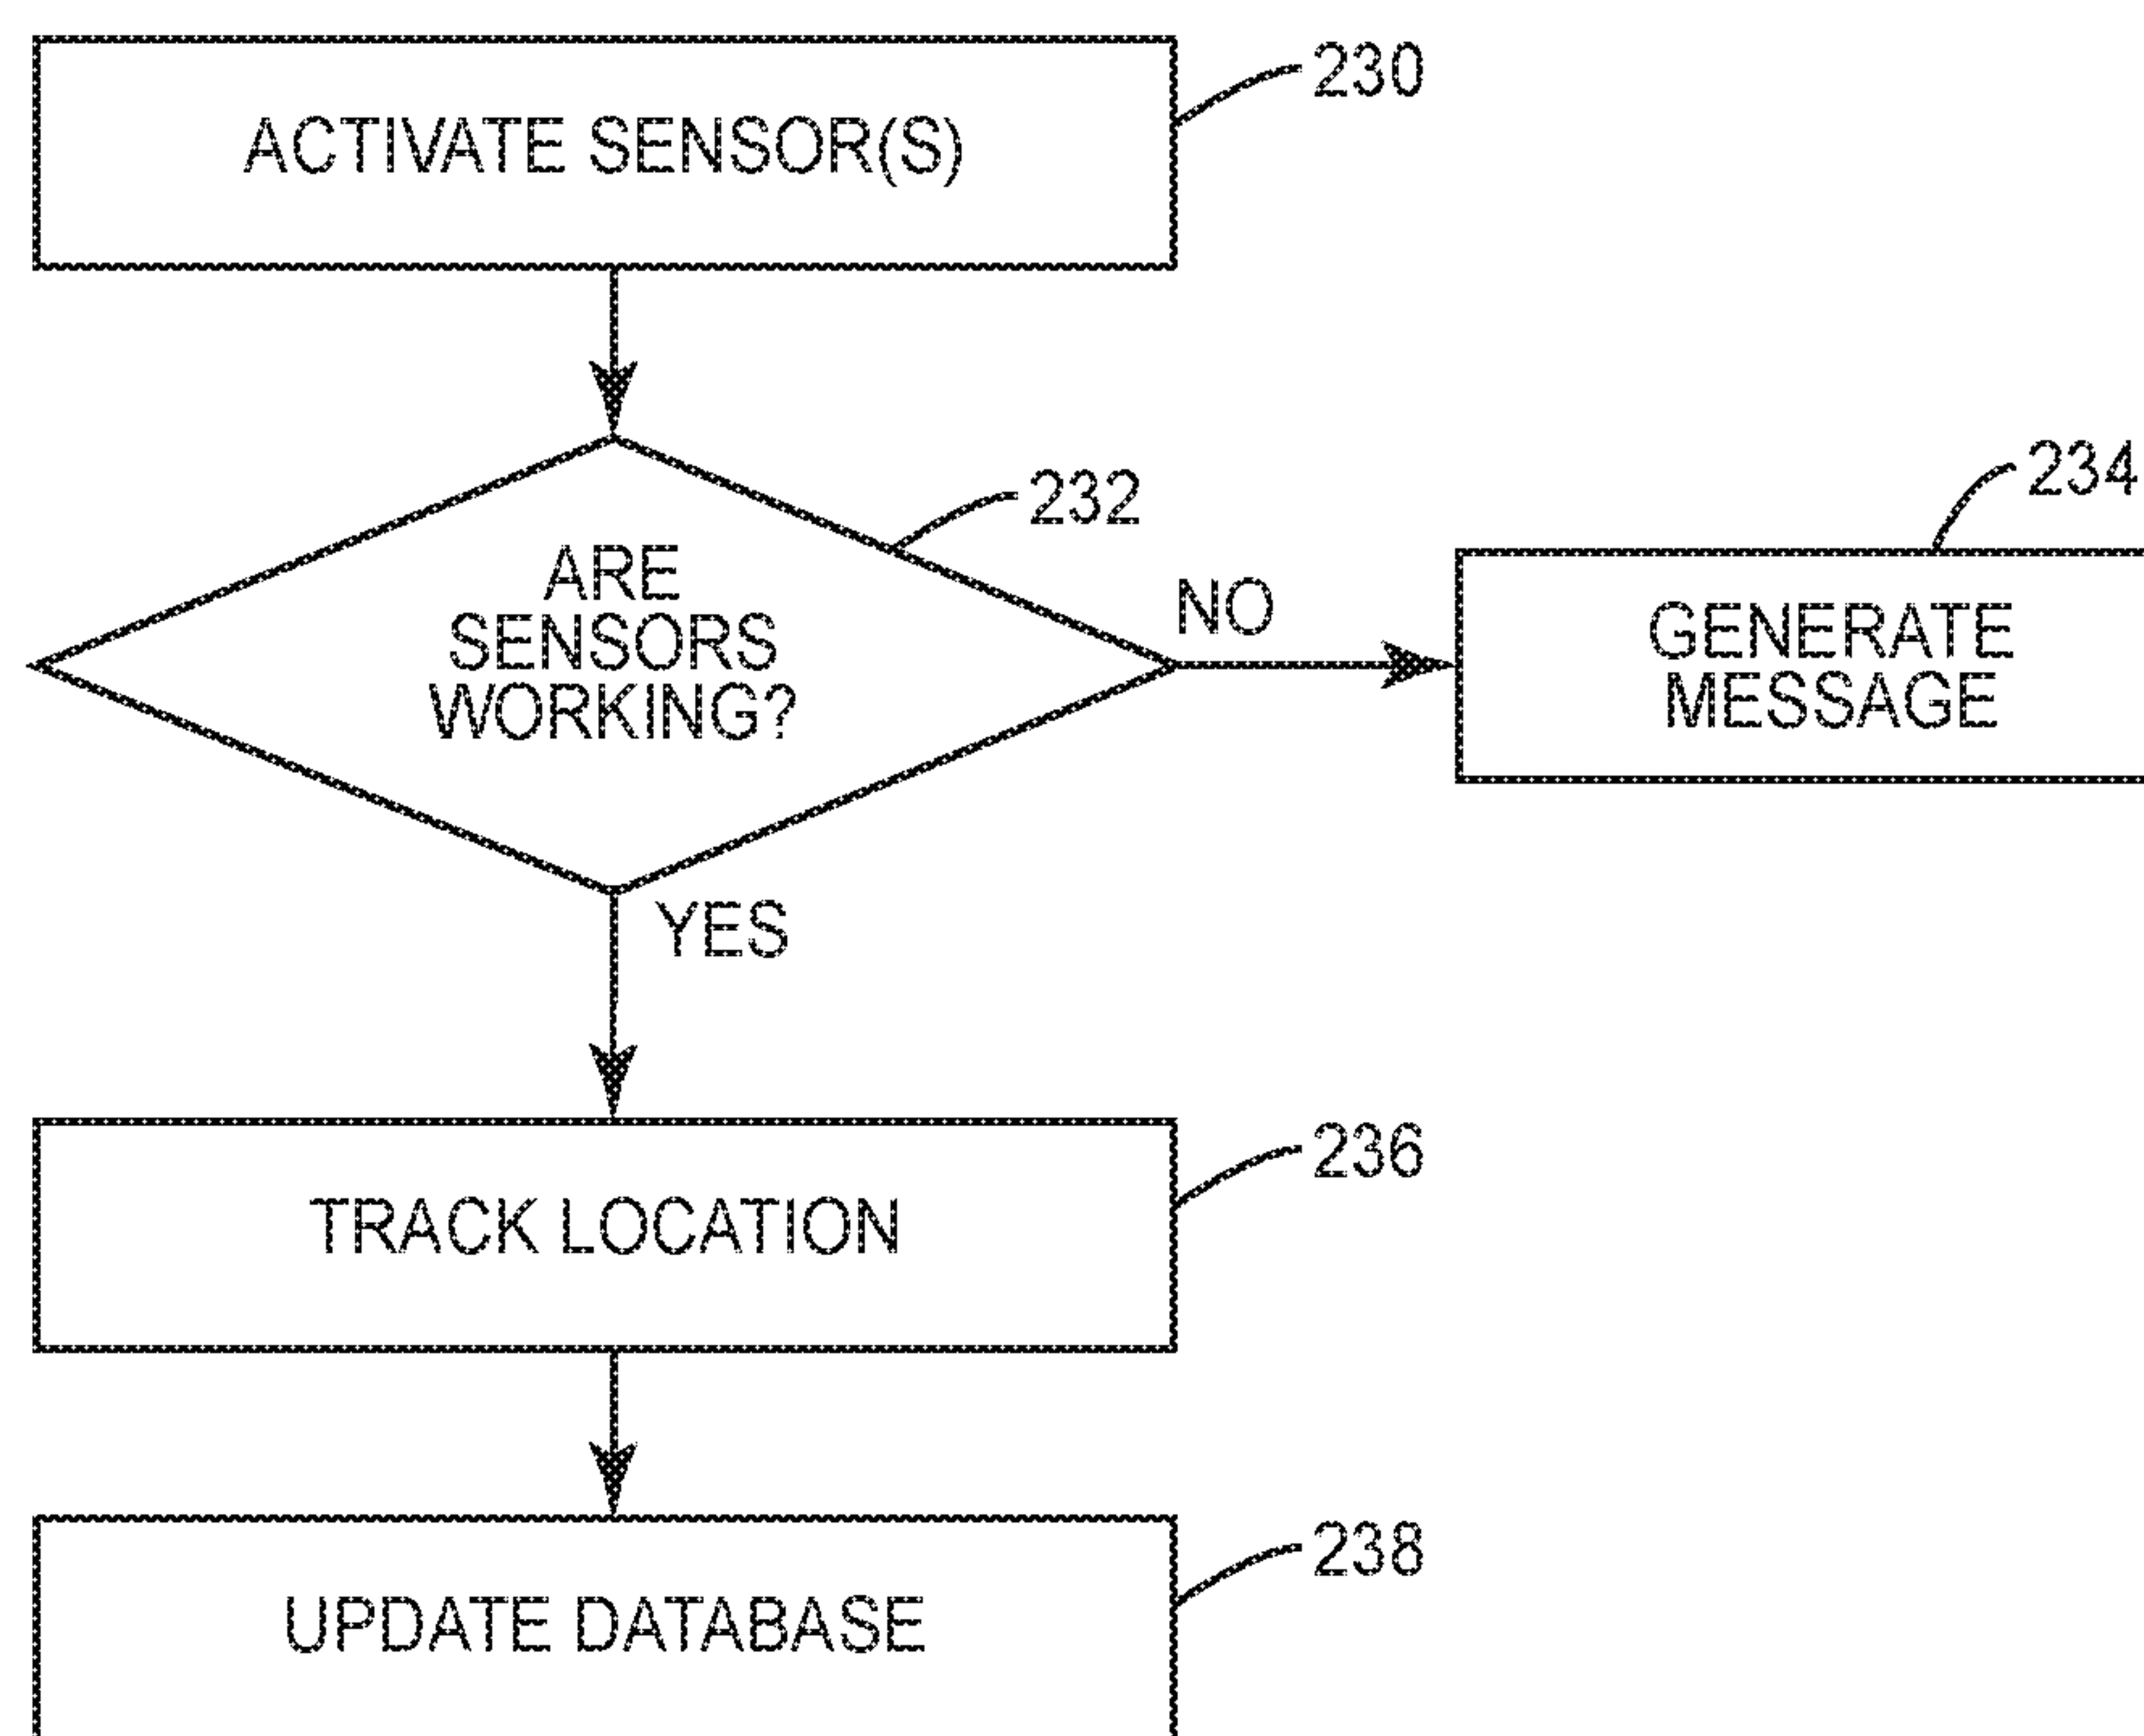 ACTIVATE SENSOR(S)
230
232
ARE
SENSORS
WORKING?
NO
234
GENERATE
MESSAGE
YES
TRACK LOCATION
236
UPDATE DATABASE
238